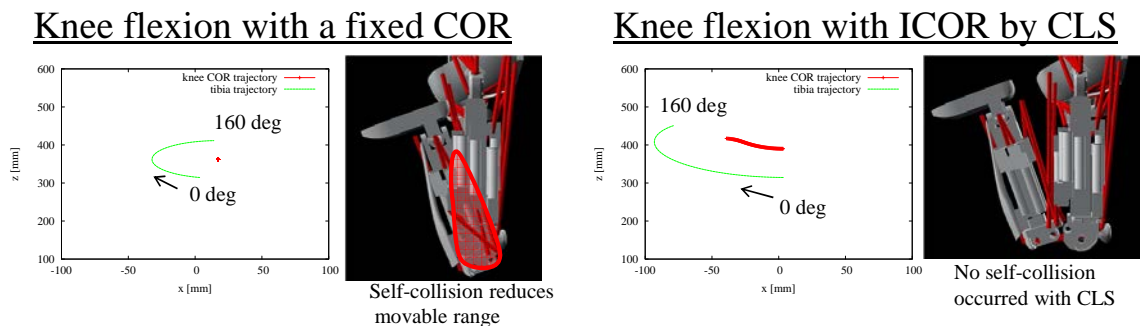 Knee flexion with a fixed COR
600
500
400
300
200
100
z [mm]
-100
-50
0
50
100
x [mm]
knee COR trajectory
tibia trajectory
160 deg
0 deg
Self-collision reduces
movable range
Knee flexion with ICOR by CLS
600
500
400
300
200
100
z [mm]
-100
-50
0
50
100
x [mm]
knee COR trajectory
tibia trajectory
160 deg
0 deg
No self-collision
occurred with CLS